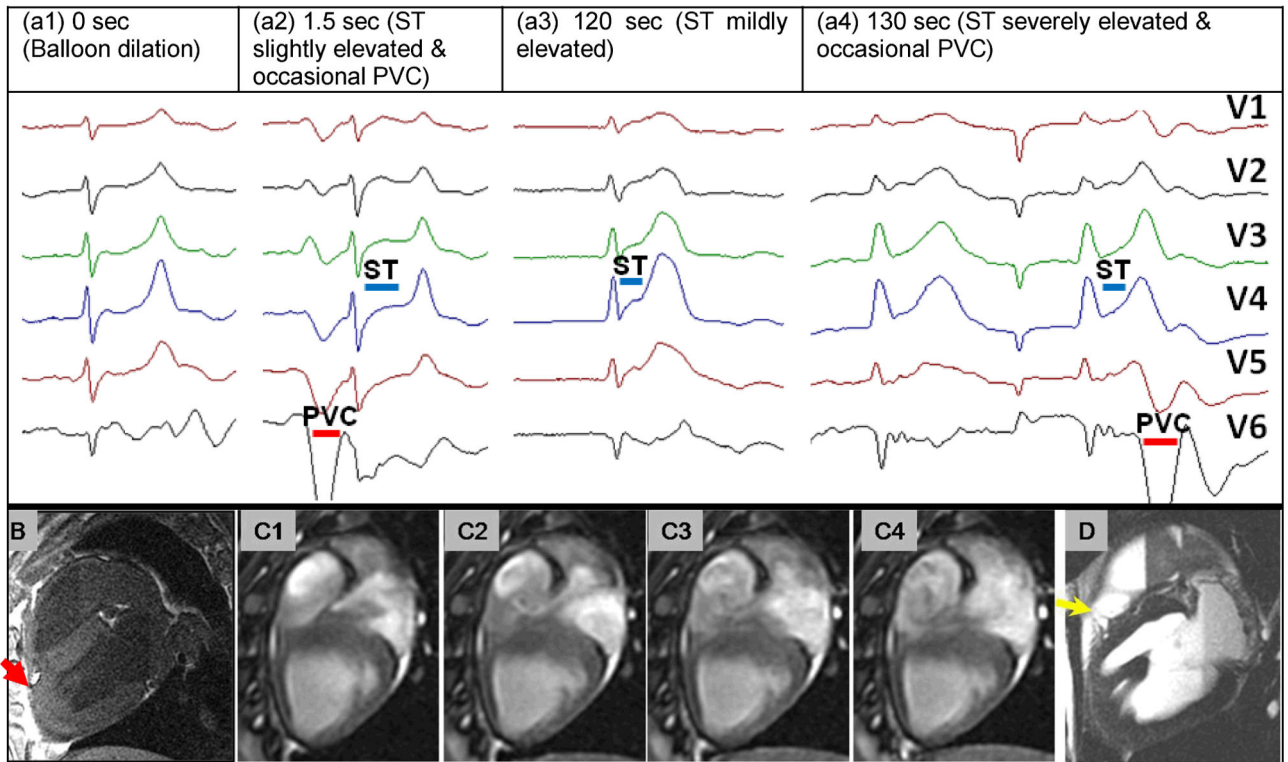 (a1) 0 sec
(Balloon dilation)
(a2) 1.5 sec (ST
slightly elevated &
occasional PVC)
(a3) 120 sec (ST mildly
elevated)
(a4) 130 sec (ST severely elevated &
occasional PVC)
V1
V2
V3
ST
ST
ST
V4
V5
PVC
PVC
V6
B
C1
C2
C3
C4
D